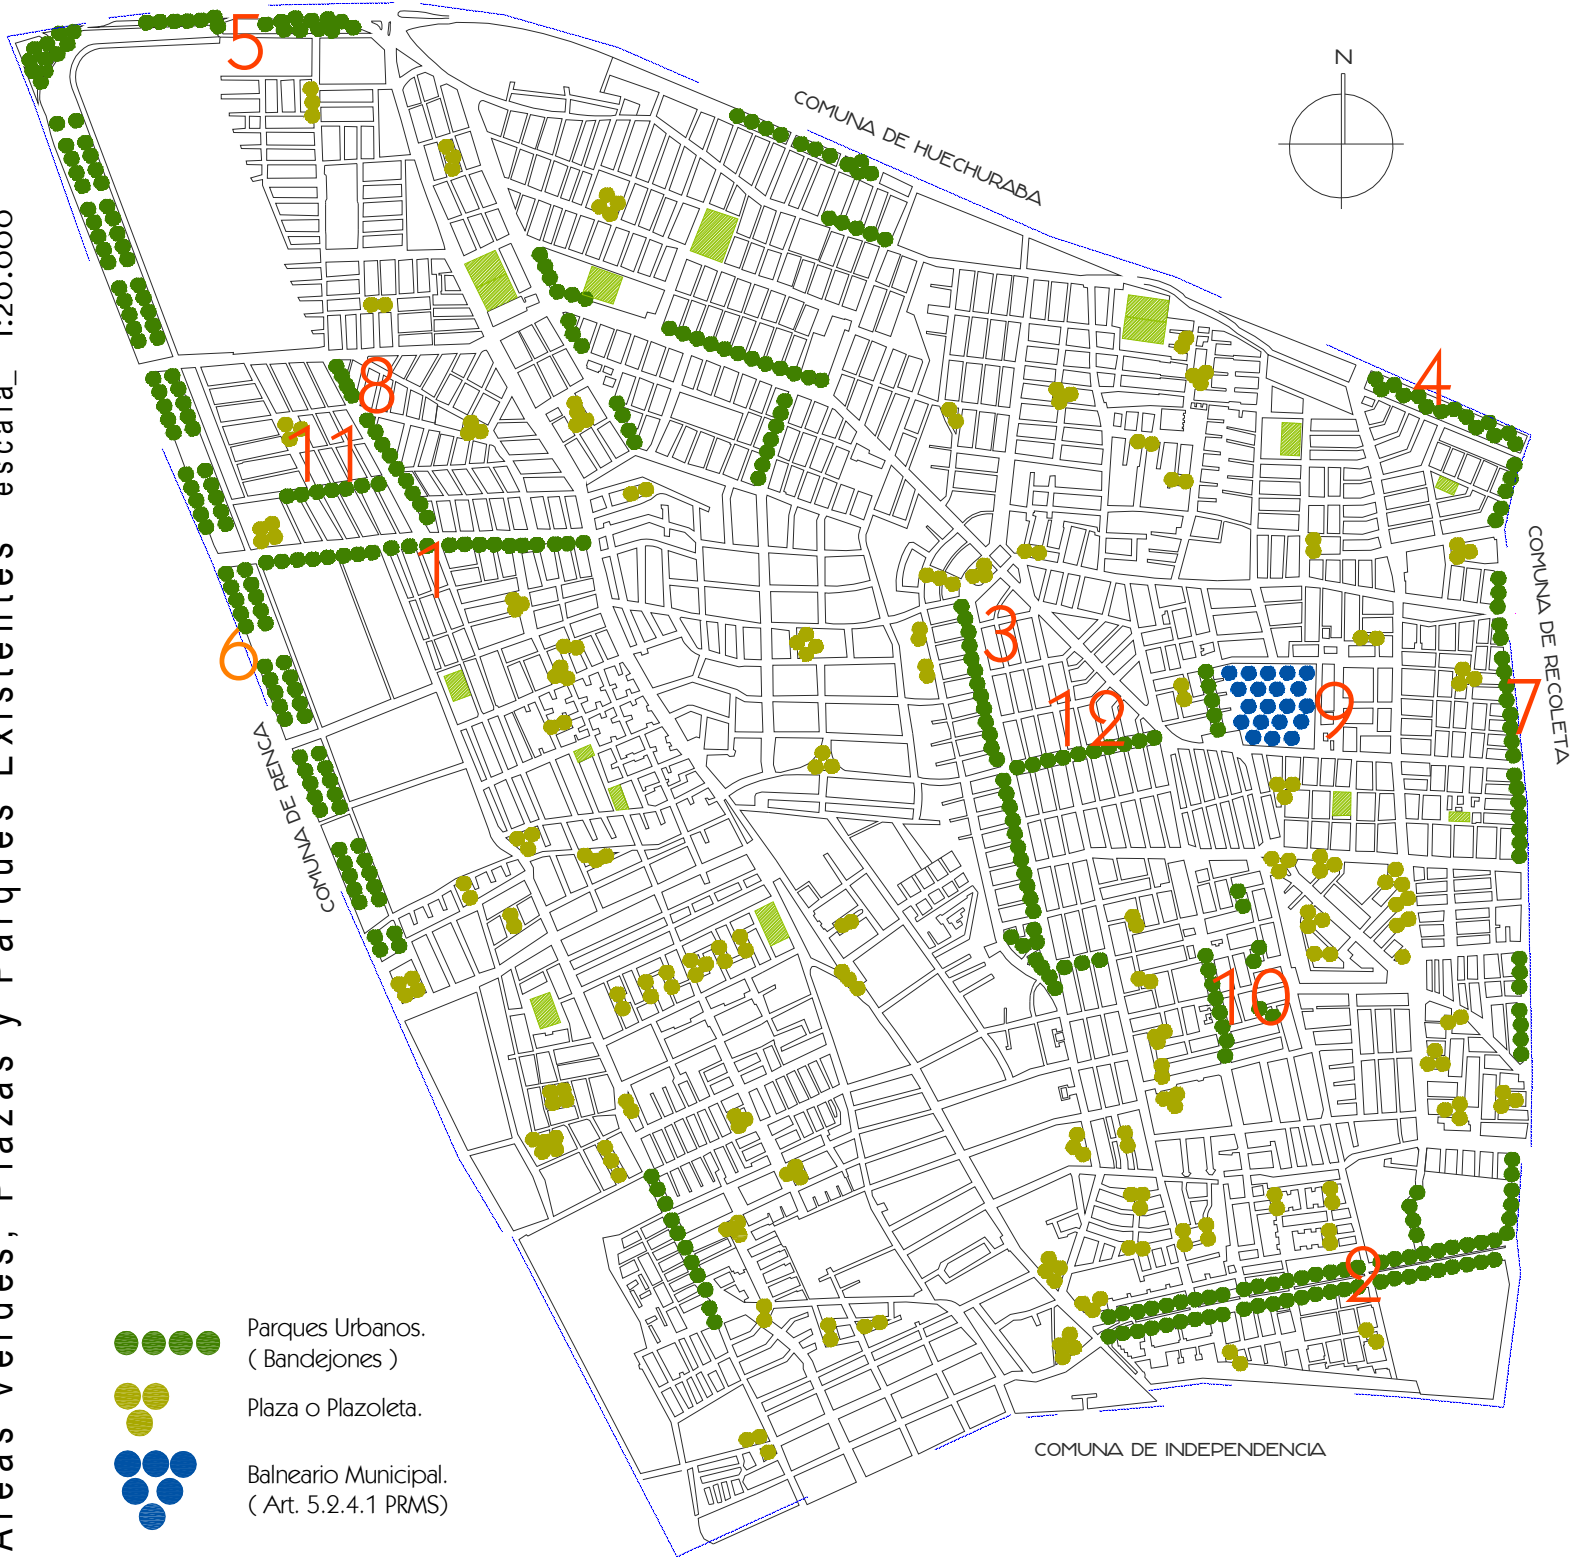 Areas Verdes, Plazas y Parques Existentes escala_ 1:20.000
N
COMUNA DE HUECHURABA
COMUNA DE RECOLETA
COMUNA DE RENCA
COMUNA DE INDEPENDENCIA
5
4
8
11
1
3
6
12
9
7
10
2
Parques Urbanos.
( Bandejones )
Plaza o Plazoleta.
Balneario Municipal.
( Art. 5.2.4.1 PRMS)